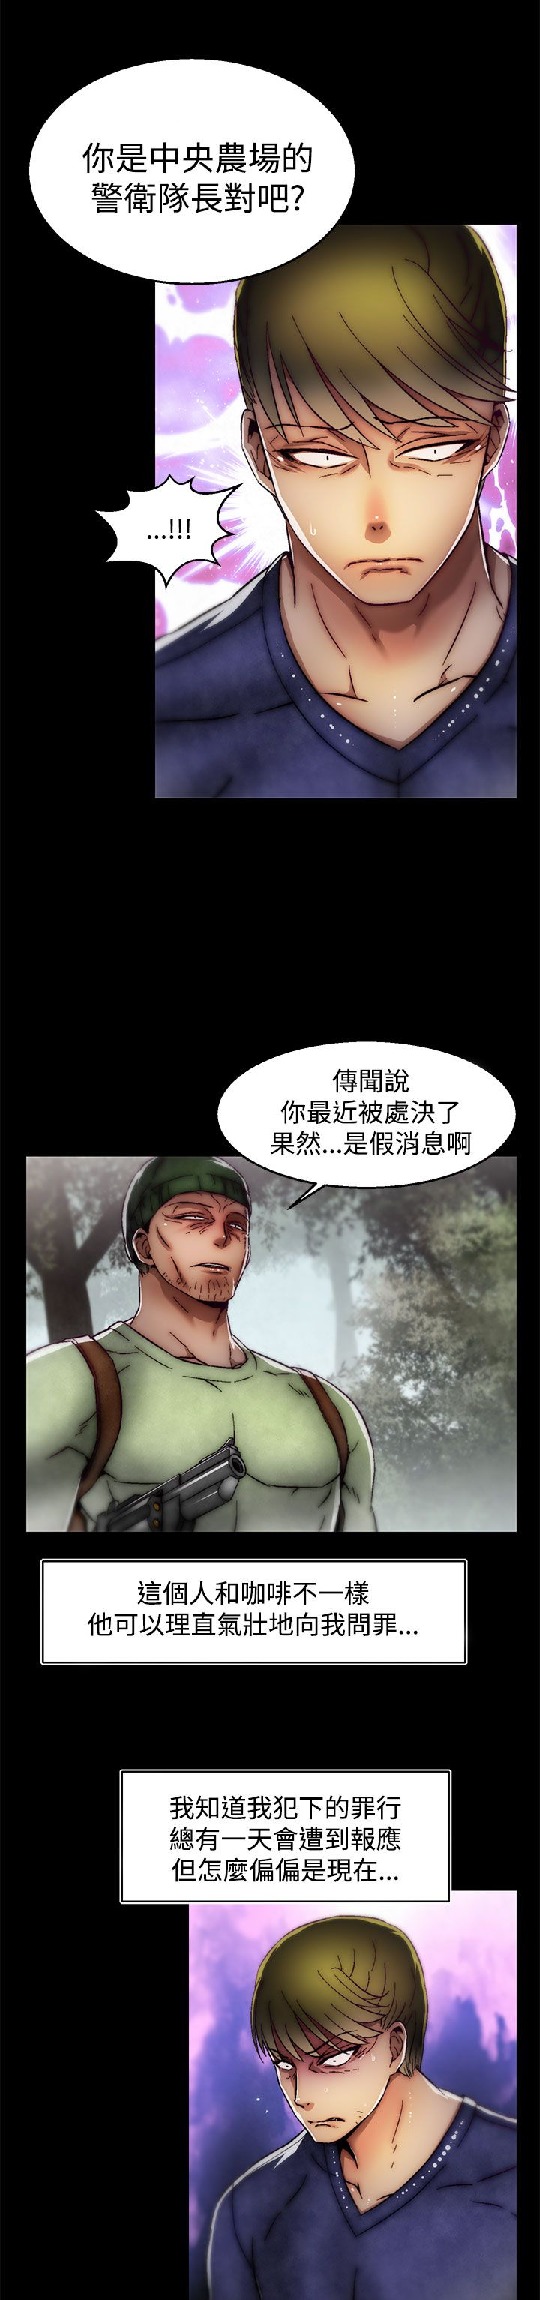 你是中央農場的
警衛隊長對吧?
...!!!
傳聞說
你最近被處決了
果然...是假消息啊
這個人和咖啡不一樣
他可以理直氣壯地向我問罪...
我知道我犯下的罪行
總有一天會遭到報應
但怎麼偏偏是現在...